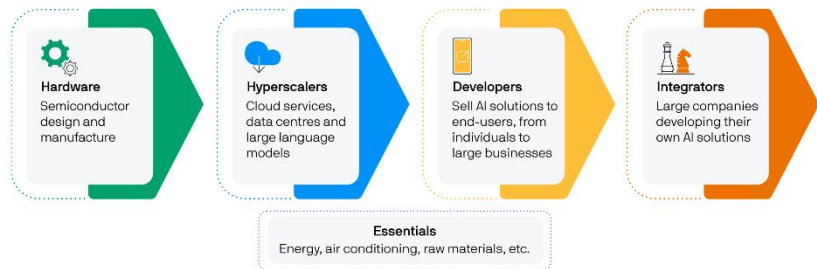 Hardware
Semiconductor
design and
manufacture
Hyperscalers
Cloud services,
data centres and
large language
models
Developers
Sell AI solutions to
end-users, from
individuals to
large businesses
Integrators
Large companies
developing their
own AI solutions
Essentials
Energy, air conditioning, raw materials, etc.